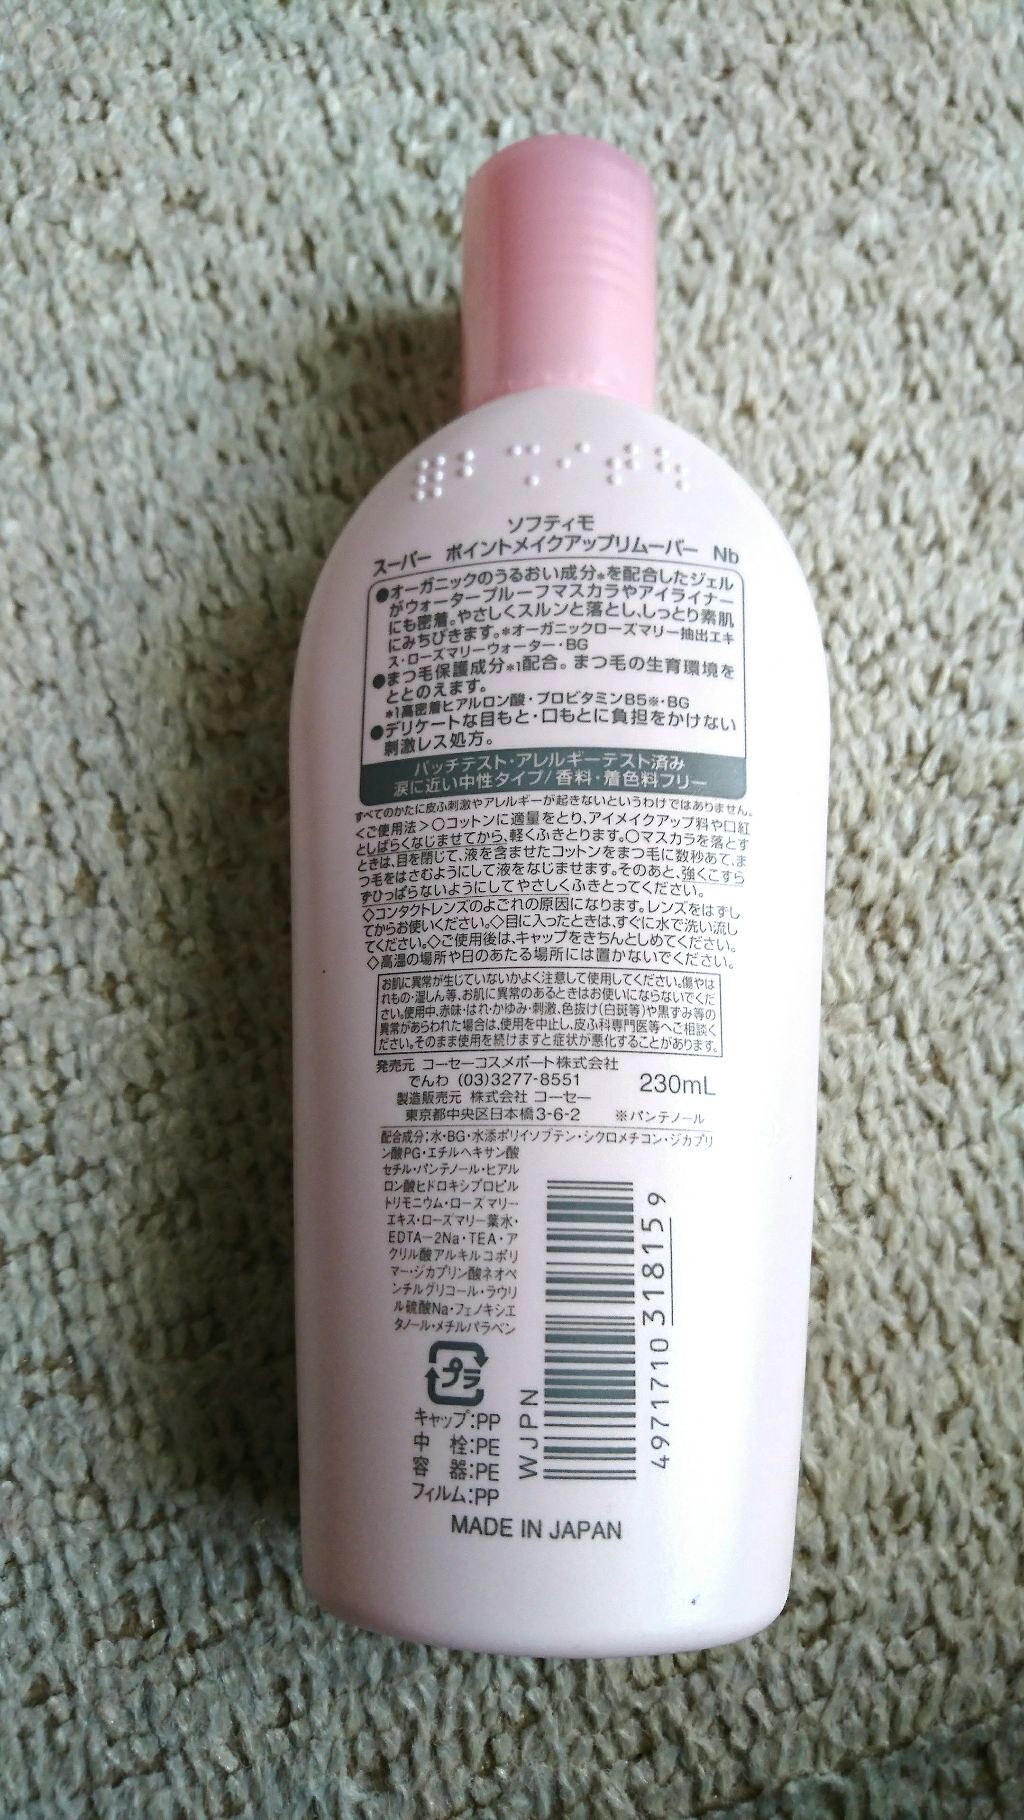 ソフティモ
スーパー ポイントメイクアップリムーバー Nb
●オーガニックのうるおい成分*を配合したジェル
がウォータープルーフマスカラやアイライナー
にも密着。やさしくスルンと落とし、しっとり素肌
にみちびきます。*オーガニックローズマリー抽出エキ
ス・ローズマリーウォーター・BG
●まつ毛保護成分*1配合。まつ毛の生育環境を
ととのえます。
*1高密着ヒアルロン酸・プロビタミンB5※・BG
●デリケートな目もと・口もとに負担をかけない
刺激レス処方。
パッチテスト・アレルギーテスト済み
涙に近い中性タイプ/香料・着色料フリー
すべてのかたに皮ふ刺激やアレルギーが起きないというわけではありません。
<ご使用法>○コットンに適量をとり、アイメイクアップ料や口紅
としばらくなじませてから、軽くふきとります。○マスカラを落とす
ときは、目を閉じて、液を含ませたコットンをまつ毛に数秒あて、ま
つ毛をはさむようにして液をなじませます。そのあと、強くこすら
ずひっぱらないようにしてやさしくふきとってください。
◇コンタクトレンズのよごれの原因になります。レンズをはずし
てからお使いください。◇目に入ったときは、すぐに水で洗い流し
てください。◇ご使用後は、キャップをきちんとしめてください。
◇高温の場所や日のあたる場所には置かないでください。
お肌に異常が生じていないかよく注意して使用してください。傷やは
れもの・湿しん等、お肌に異常のあるときはお使いにならないでくだ
さい。使用中、赤味・はれ・かゆみ・刺激、色抜け(白斑等)や黒ずみ等の
異常があらわれた場合は、使用を中止し、皮ふ科専門医等へご相談く
ださい。そのまま使用を続けますと症状が悪化することがあります。
発売元 コーセーコスメポート株式会社
でんわ (03)3277-8551
230mL
製造販売元 株式会社 コーセー
東京都中央区日本橋3-6-2 ※パンテノール
配合成分:水・BG・水添ポリイソブテン・シクロメチコン・ジカプリ
ン酸PG・エチルヘキサン酸
セチル・パンテノール・ヒアル
ロン酸ヒドロキシプロピル
トリモニウム・ローズマリー
エキス・ローズマリー葉水・
EDTA-2Na・TEA・ア
クリル酸アルキルコポリ
マー・ジカプリン酸ネオペ
ンチルグリコール・ラウリ
ル硫酸Na・フェノキシエ
タノール・メチルパラベン
プラ
キャップ:PP
中 栓:PE
容 器:PE
フィルム:PP
WJPN
4971710318159
MADE IN JAPAN